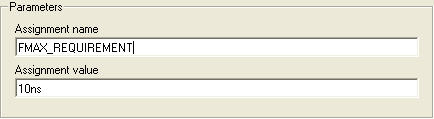 Parameters
Assignment name
FMAX_REQUIREMENT
Assignment value
10ns